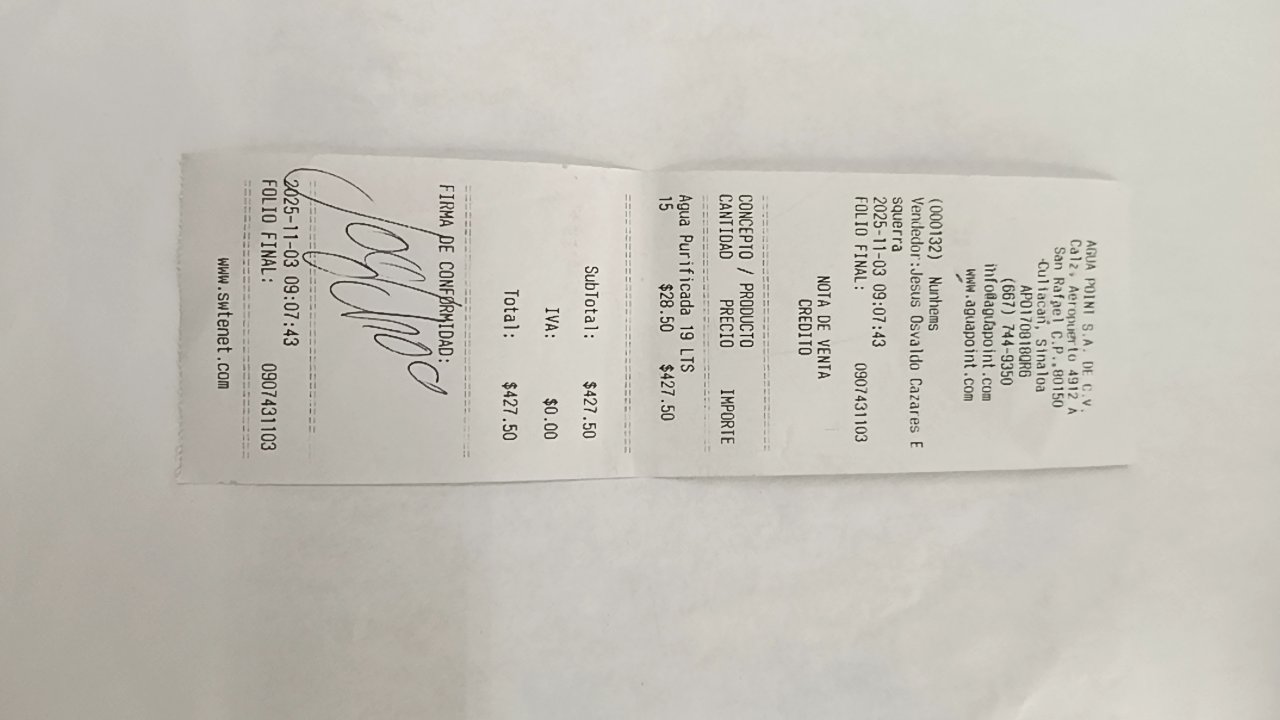 AGUA POINT S.A. DE C.V.
Calz, Aeropuerto 4912 A
San Rafael C.P., 80150
-Culiacan, Sinaloa
APO1708180R6
(667) 744-9350
info@aguapoint.com
www.aguapoint.com
(000132) Nunhems
Vendedor:Jesus Osvaldo Cazares E
squerra
2025-11-03 09:07:43
FOLIO FINAL: 0907431103
NOTA DE VENTA
CREDITO
CONCEPTO / PRODUCTO
CANTIDAD PRECIO IMPORTE
Agua Purificada 19 LTS
15 $28.50 $427.50
SubTotal: $427.50
IVA: $0.00
Total: $427.50
FIRMA DE CONFORMIDAD:
2025-11-03 09:07:43
FOLIO FINAL: 0907431103
www.swtenet.com